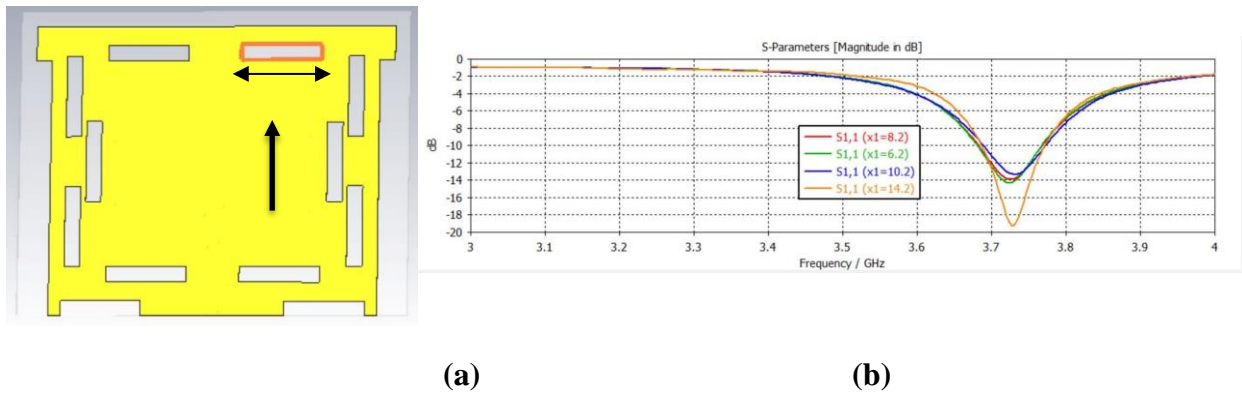 S-Parameters [Magnitude in dB]
0
-2
-4
-6
-8
-10
-12
-14
-16
-18
-20
dB
S1,1 (x1=8.2)
S1,1 (x1=6.2)
S1,1 (x1=10.2)
S1,1 (x1=14.2)
3 3.1 3.2 3.3 3.4 3.5 3.6 3.7 3.8 3.9 4
Frequency / GHz
(a) (b)